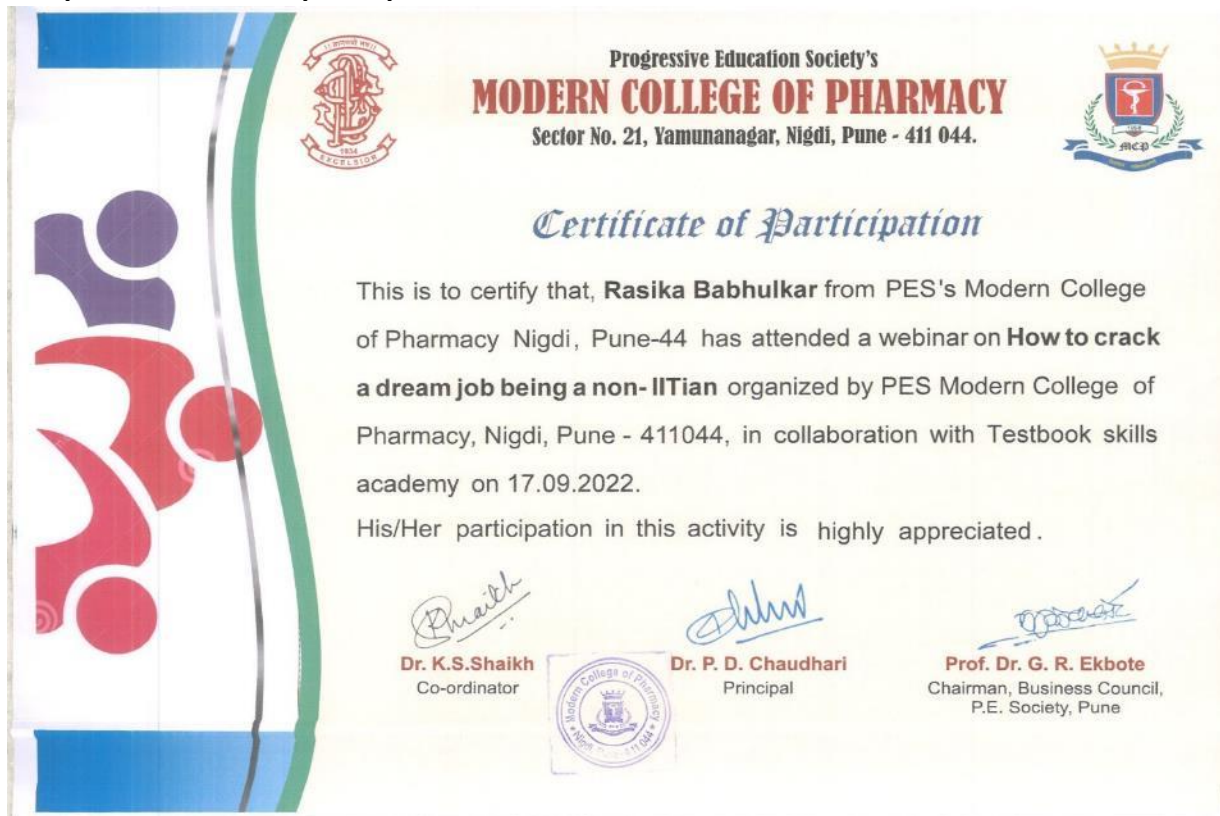 Progressive Education Society's
MODERN COLLEGE OF PHARMACY
Sector No. 21, Yamunanagar, Nigdi, Pune - 411 044.
1934
EXCELSIOR
MCP
Certificate of Participation
This is to certify that, Rasika Babhulkar from PES's Modern College
of Pharmacy Nigdi, Pune-44 has attended a webinar on How to crack
a dream job being a non- IITian organized by PES Modern College of
Pharmacy, Nigdi, Pune - 411044, in collaboration with Testbook skills
academy on 17.09.2022.
His/Her participation in this activity is highly appreciated.
Dr. K.S.Shaikh
Co-ordinator
Modern College of Pharmacy
Nigdi, Pune-411 044
Dr. P. D. Chaudhari
Principal
Prof. Dr. G. R. Ekbote
Chairman, Business Council,
P.E. Society, Pune